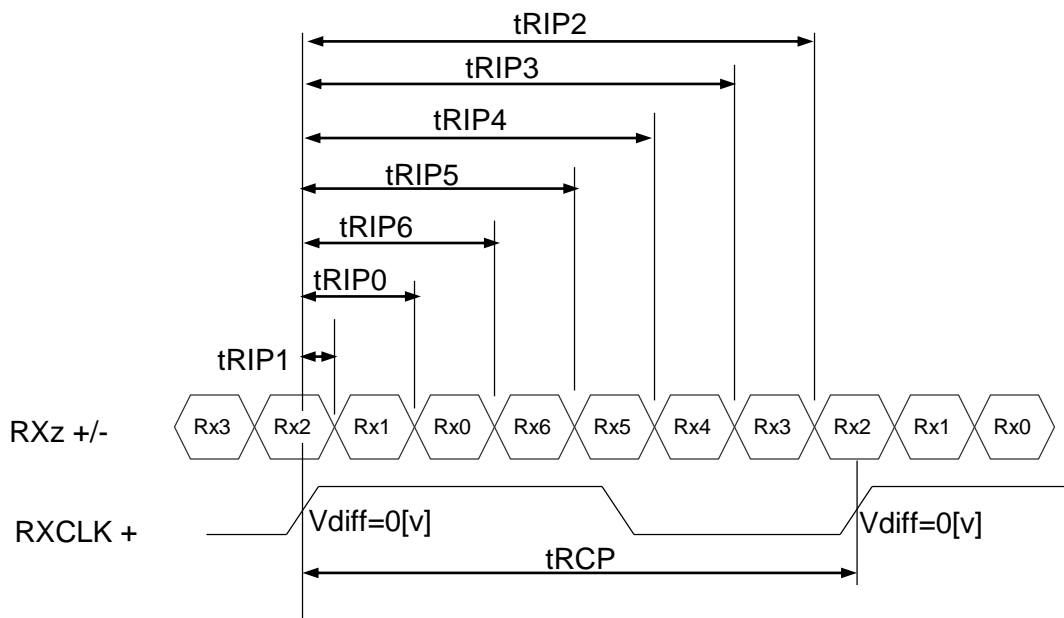 tRIP2
tRIP3
tRIP4
tRIP5
tRIP6
tRIP0
tRIP1
RXz +/- Rx3 Rx2 Rx1 Rx0 Rx6 Rx5 Rx4 Rx3 Rx2 Rx1 Rx0
RXCLK + Vdiff=0[v] Vdiff=0[v]
tRCP